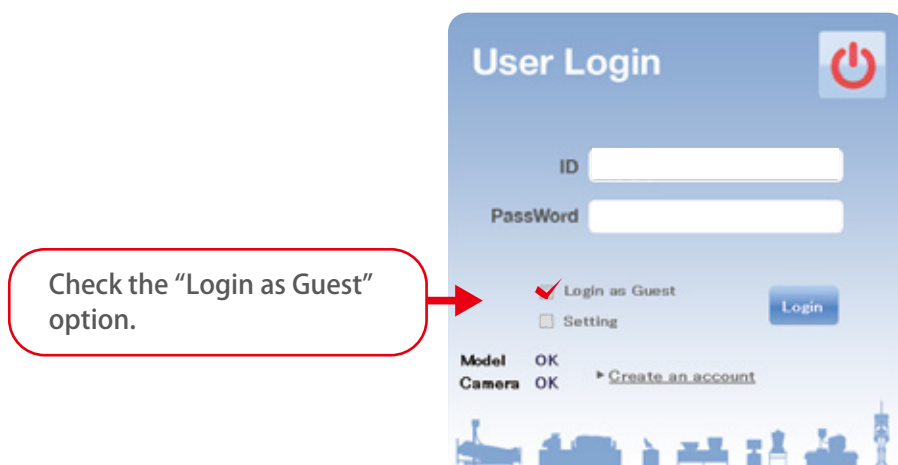 User Login
ID
PassWord
Check the “Login as Guest”
option.
Login as Guest
Login
Setting
Model OK
Camera OK
Create an account